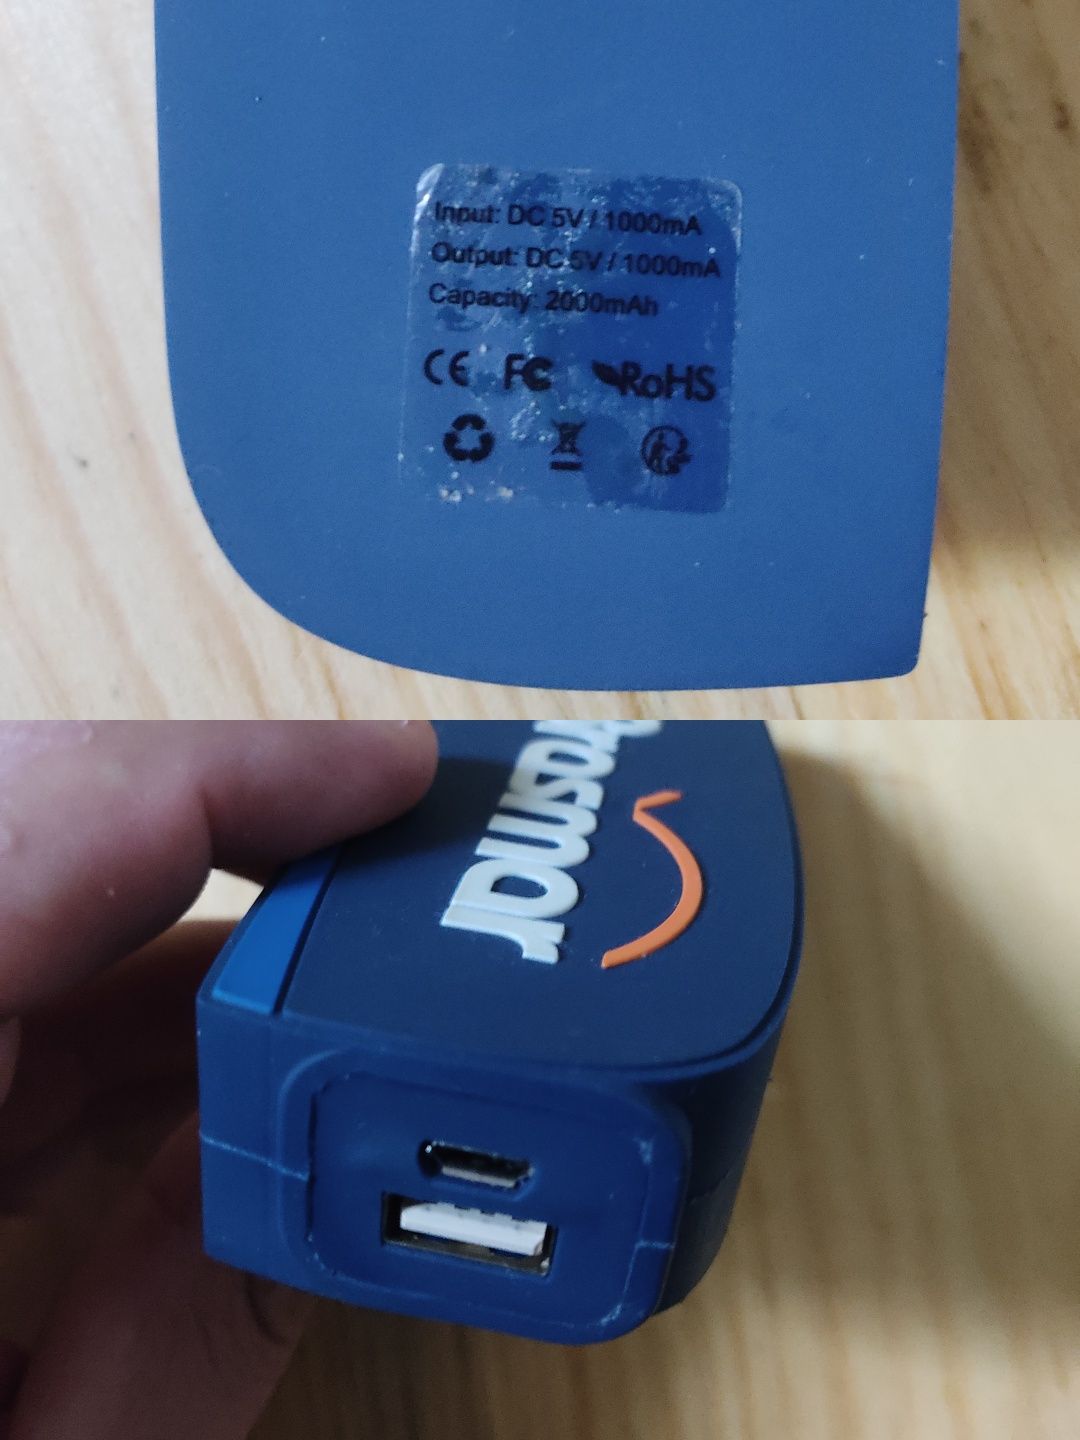 Input: DC 5V / 1000mA
Output: DC 5V / 1000mA
Capacity: 2000mAh
CE FC RoHS